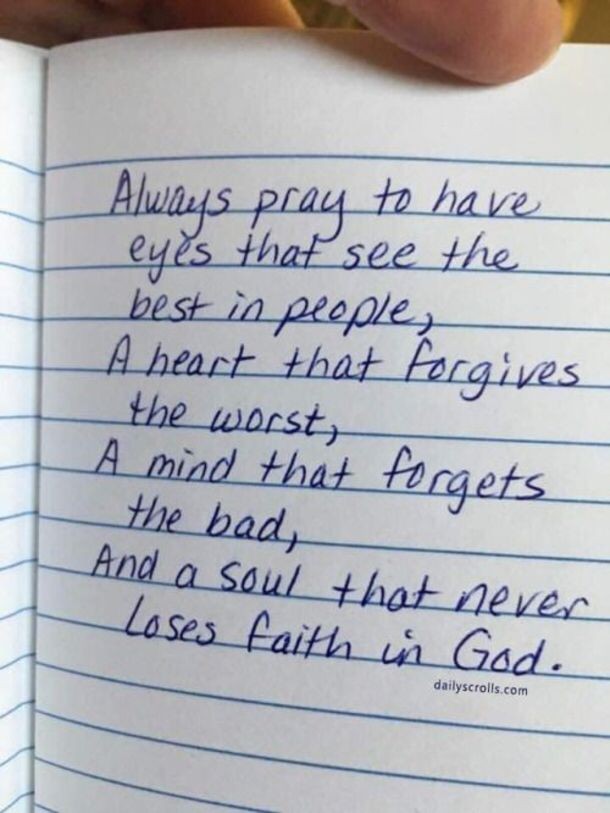 Always pray to have
eyes that see the
best in people,
A heart that forgives
the worst,
A mind that forgets
the bad,
And a soul that never
loses faith in God.
dailyscrolls.com